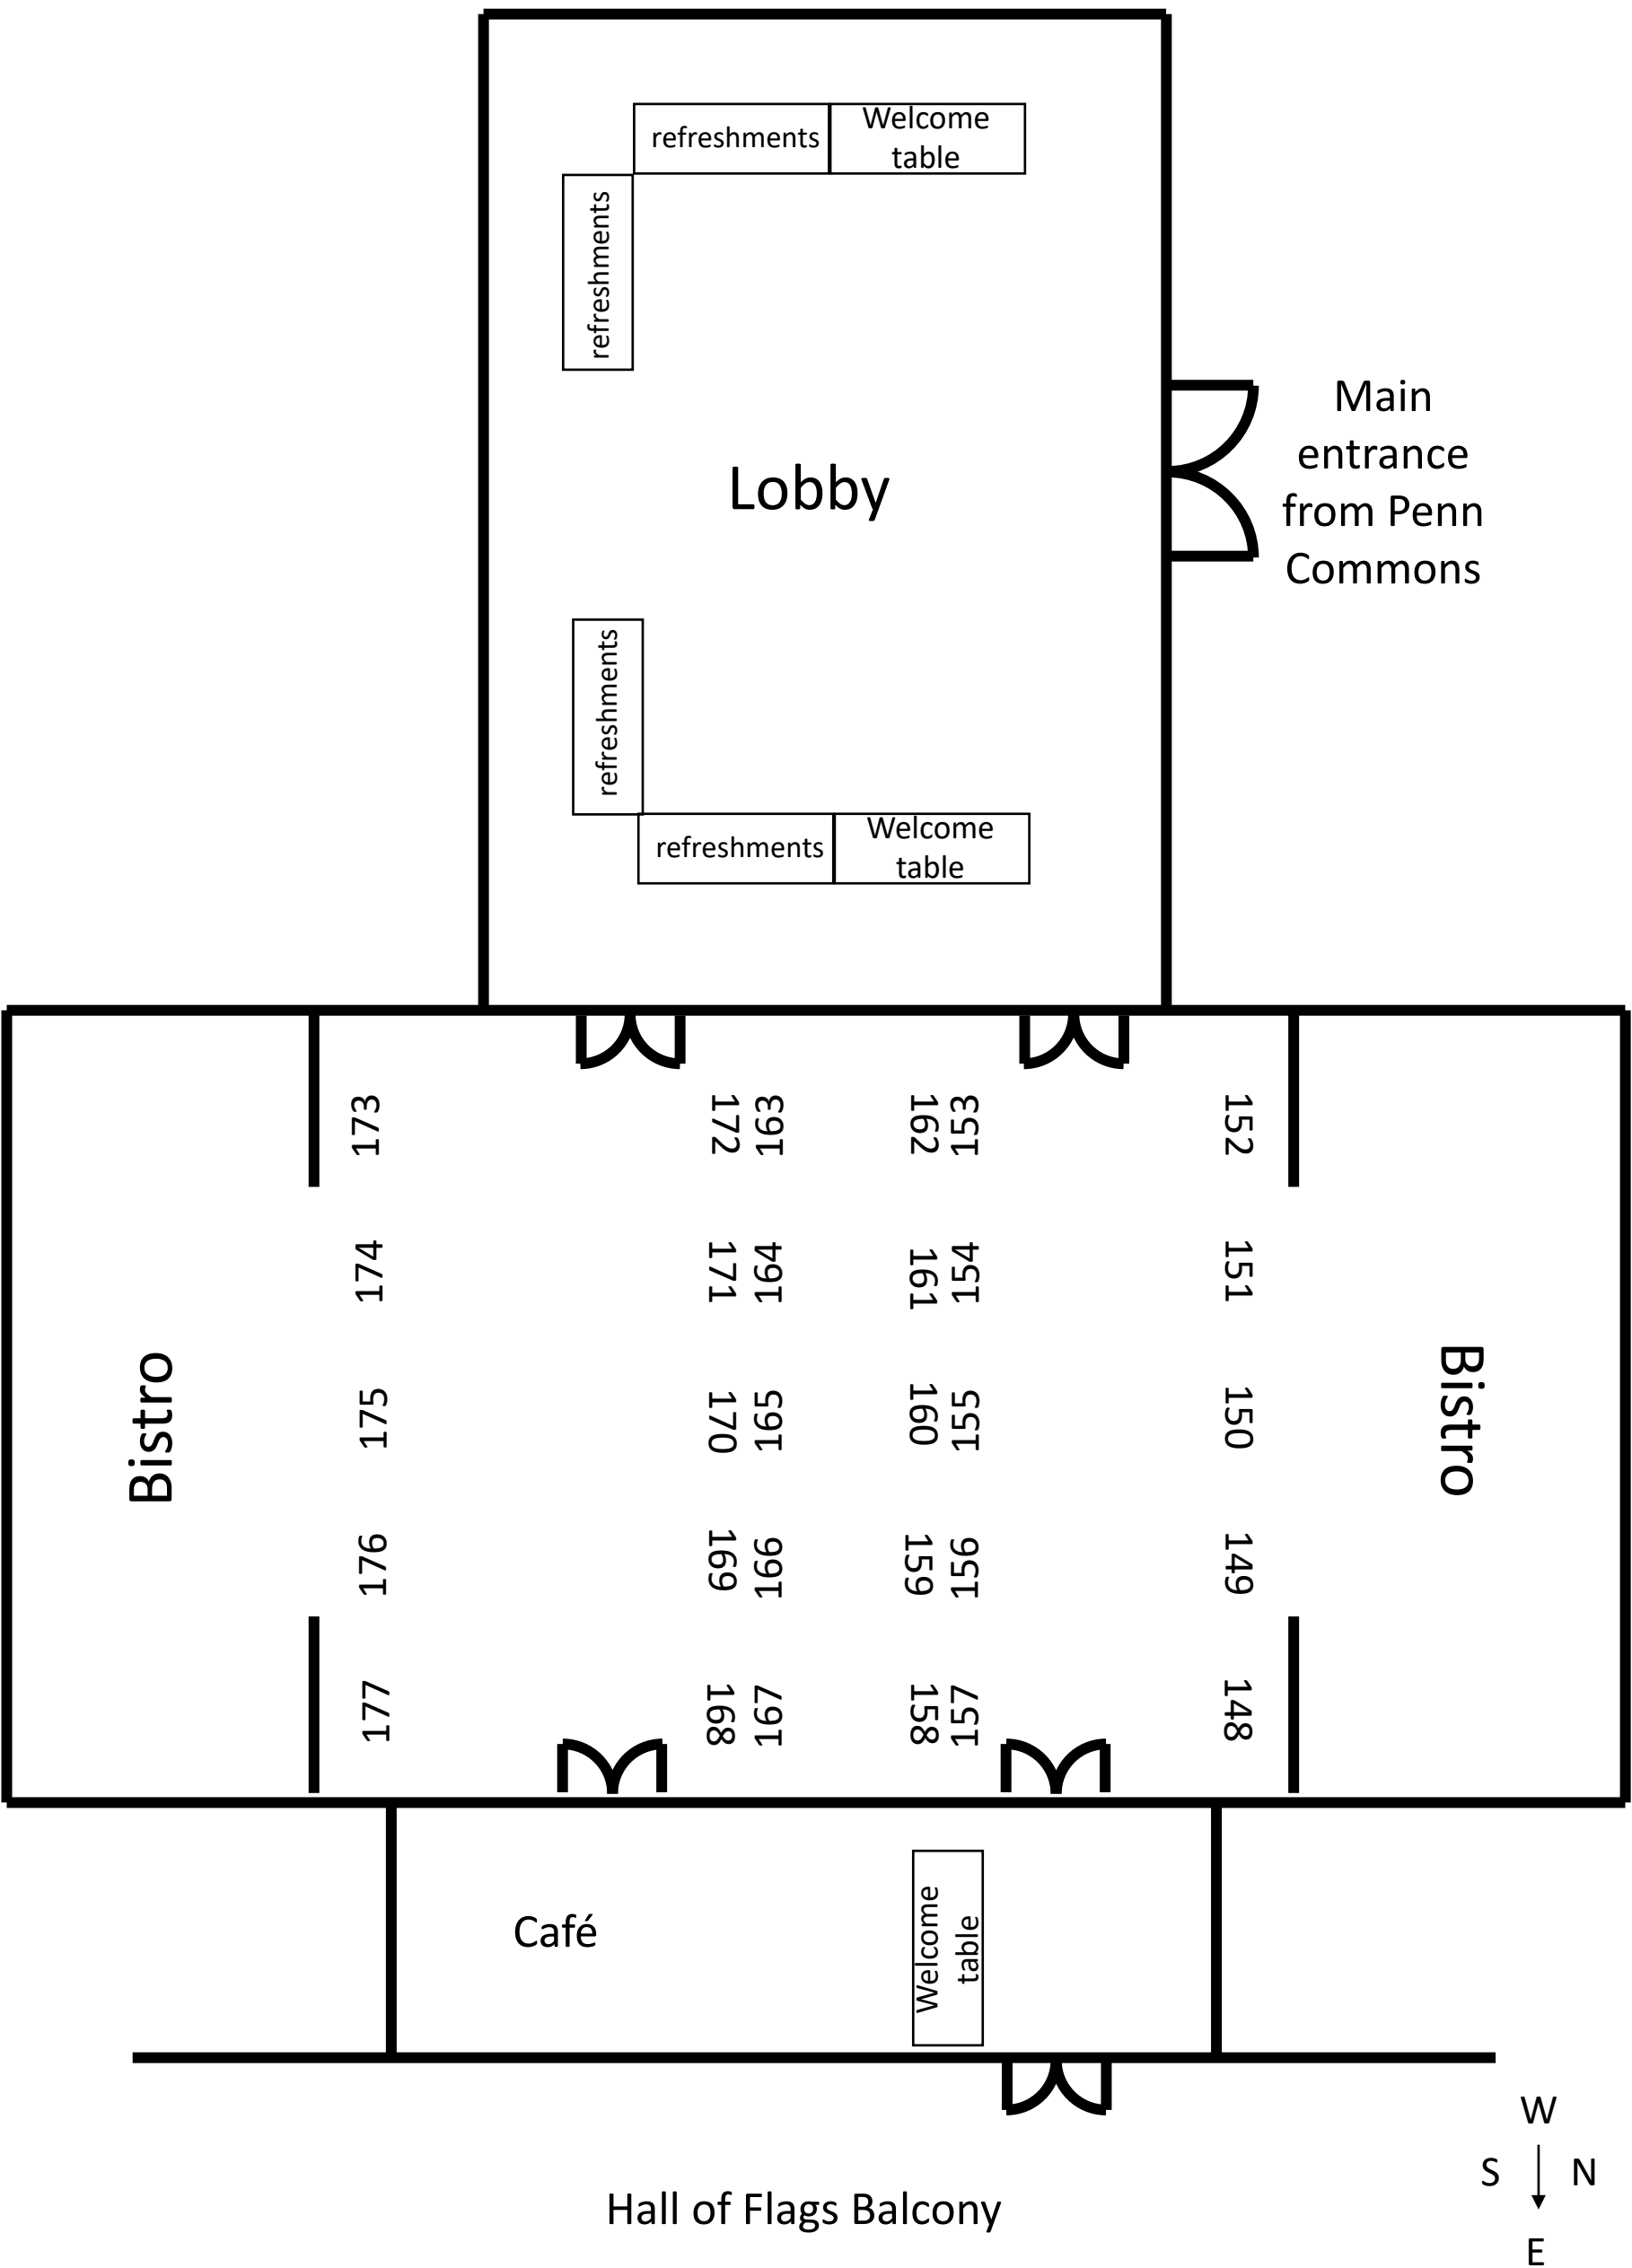 refreshments
Welcome
table
refreshments
Lobby
Main
entrance
from Penn
Commons
refreshments
refreshments
Welcome
table
173
172
163
162
153
152
174
171
164
161
154
151
Bistro
175
170
165
160
155
150
Bistro
176
169
166
159
156
149
177
168
167
158
157
148
Café
Welcome
table
Hall of Flags Balcony
W
S
N
E